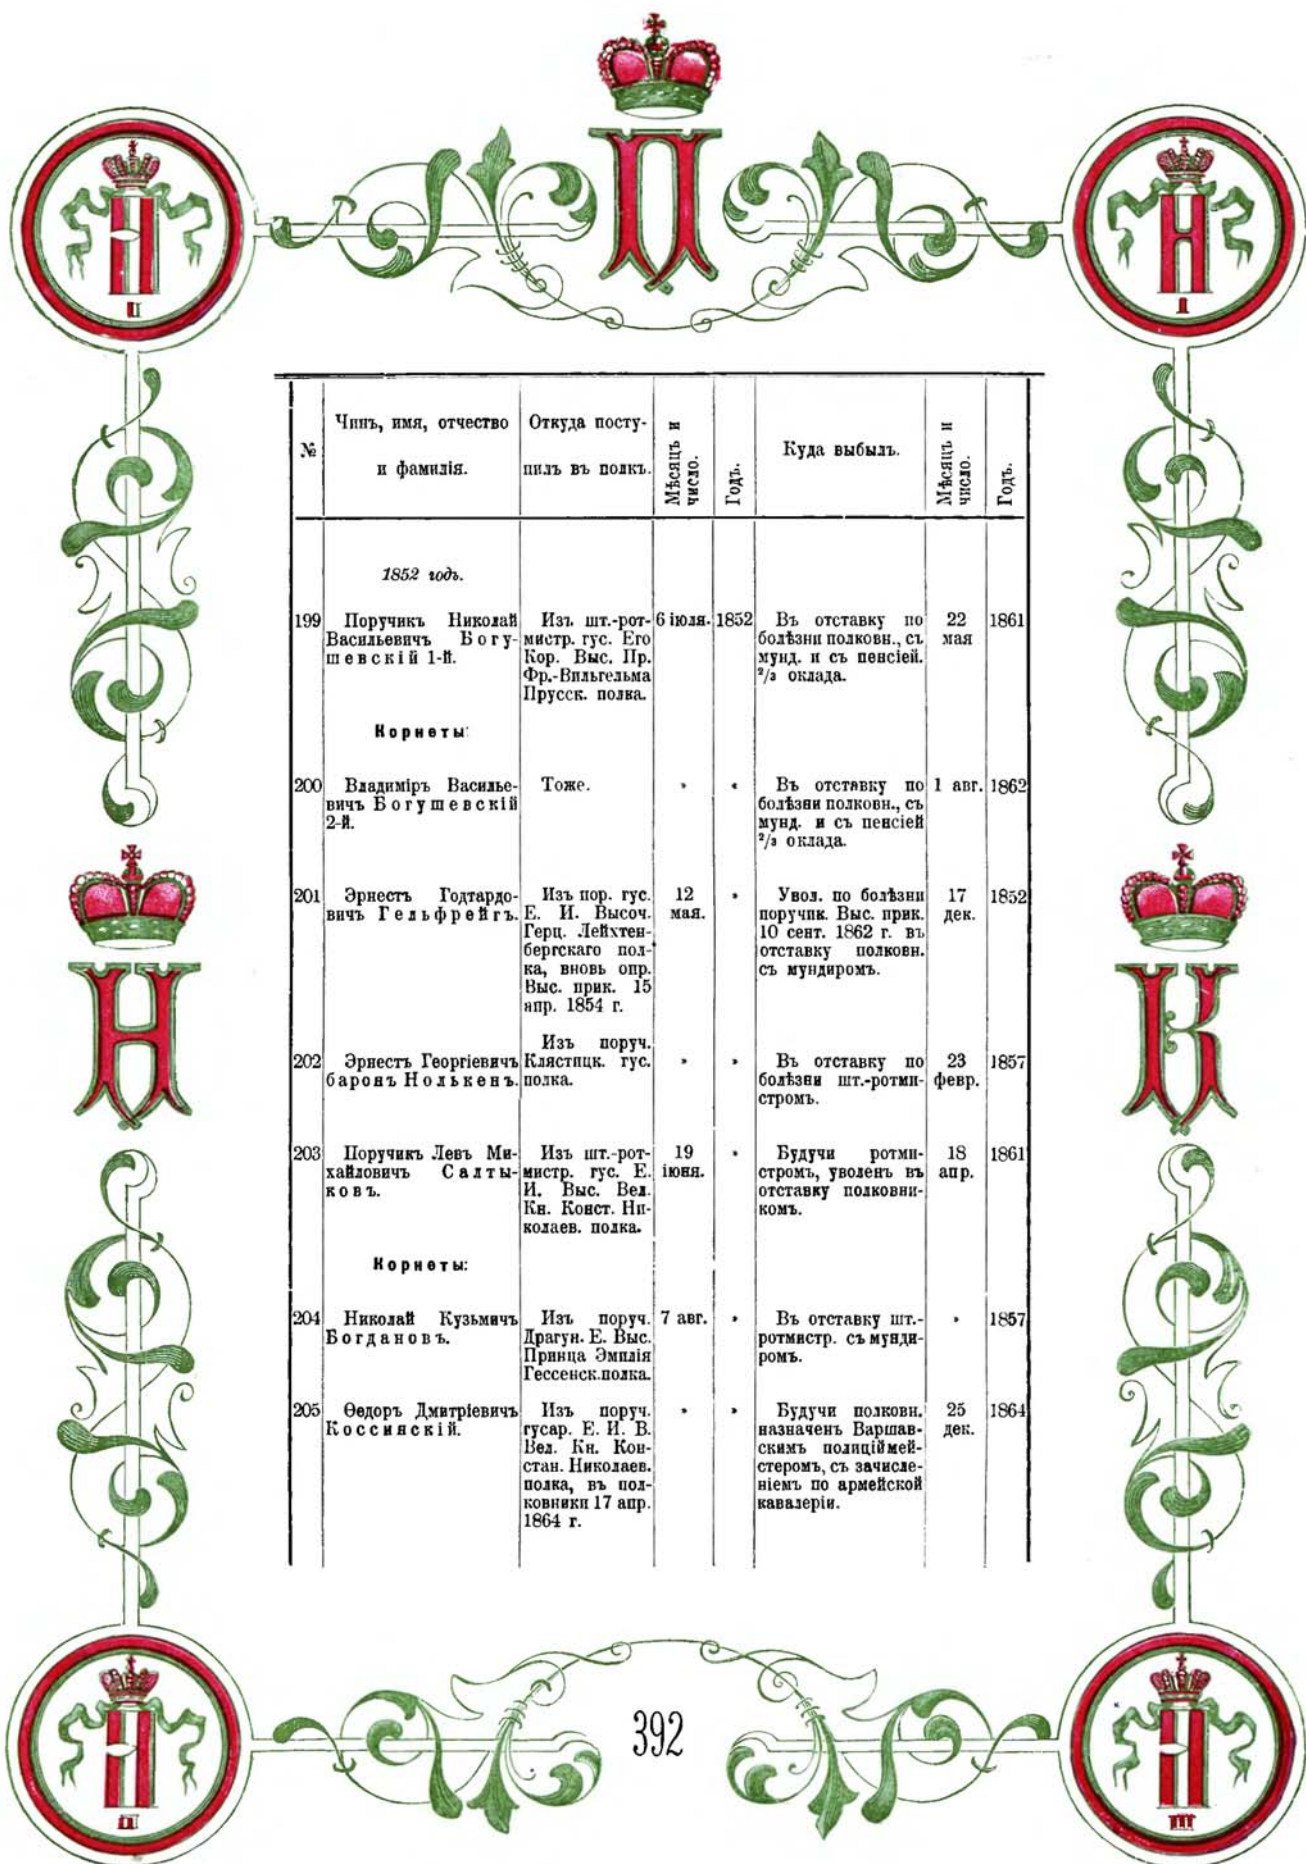 П
II
Н
I
№
Чинъ, имя, отчество
и фамилія.
Откуда посту-
пилъ въ полкъ.
Мѣсяцъ и
число.
Годъ.
Куда выбылъ.
Мѣсяцъ и
число.
Годъ.
1852 годъ.
199
Поручикъ Николай
Васильевичъ Богу-
шевскій 1-й.
Изъ шт.-рот-
мистр. гус. Его
Кор. Выс. Пр.
Фр.-Вильгельма
Прусск. полка.
6 іюля.
1852
Въ отставку по
болѣзни полковн., съ
мунд. и съ пенсіей.
²/₃ оклада.
22
мая
1861
Корнеты:
200
Владиміръ Василье-
вичъ Богушевскій
2-й.
Тоже.
"
"
Въ отставку по
болѣзни полковн., съ
мунд. и съ пенсіей
²/₃ оклада.
1 авг.
1862
201
Эрнестъ Годтардо-
вичъ Гельфрейгъ.
Изъ пор. гус.
Е. И. Высоч.
Герц. Лейхтен-
бергскаго пол-
ка, вновь опр.
Выс. прик. 15
апр. 1854 г.
12
мая.
"
Увол. по болѣзни
поручик. Выс. прик.
10 сент. 1862 г. въ
отставку полковн.
съ мундиромъ.
17
дек.
1852
202
Эрнестъ Георгіевичъ
баронъ Нолькенъ.
Изъ поруч.
Клястицк. гус.
полка.
"
"
Въ отставку по
болѣзни шт.-ротми-
стромъ.
23
февр.
1857
203
Поручикъ Левъ Ми-
хайловичъ Салты-
ковъ.
Изъ шт.-рот-
мистр. гус. Е.
И. Выс. Вел.
Кн. Конст. Ни-
колаев. полка.
19
іюня.
"
Будучи ротми-
стромъ, уволенъ въ
отставку полковни-
комъ.
18
апр.
1861
Корнеты:
204
Николай Кузьмичъ
Богдановъ.
Изъ поруч.
Драгун. Е. Выс.
Принца Эмилія
Гессенск. полка.
7 авг.
"
Въ отставку шт.-
ротмистр. съ мунди-
ромъ.
"
1857
205
Ѳедоръ Дмитріевичъ
Коссинскій.
Изъ поруч.
гусар. Е. И. В.
Вел. Кн. Кон-
стан. Николаев.
полка, въ пол-
ковники 17 апр.
1864 г.
"
"
Будучи полковн.
назначенъ Варшав-
скимъ полиціймей-
стеромъ, съ зачисле-
ніемъ по армейской
кавалеріи.
25
дек.
1864
Н
К
II
392
III